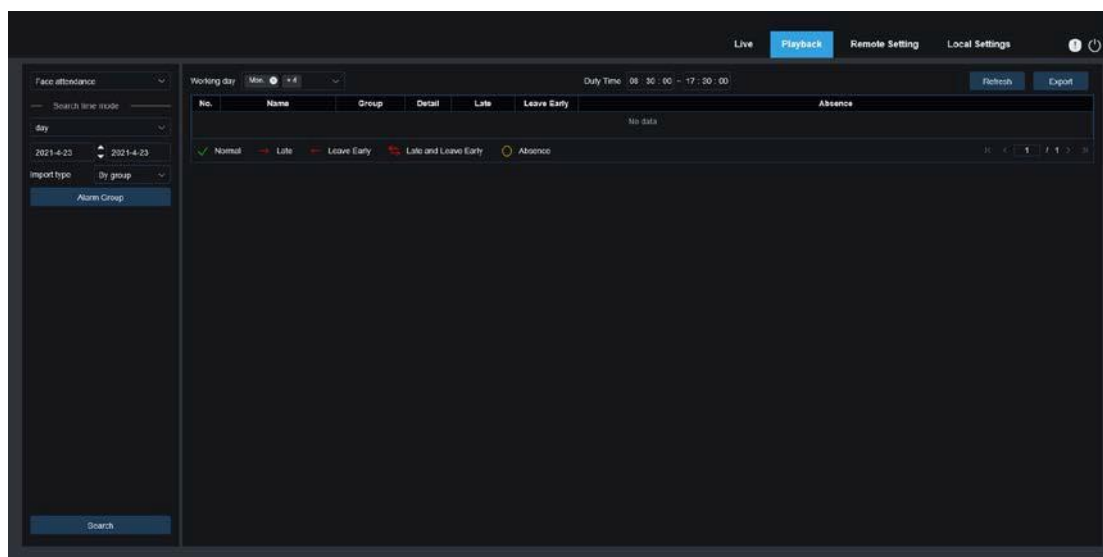 Live Playback Remote Setting Local Settings
Face attendance
Search time mode
day
2021-4-23 2021-4-23
Import type By group
Alarm Group
Search
Working day Mon. +4 Duty Time 08 : 30 : 00 - 17 : 30 : 00 Refresh Export
No. Name Group Detail Late Leave Early Absence
No data
Normal Late Leave Early Late and Leave Early Absence 1 / 1